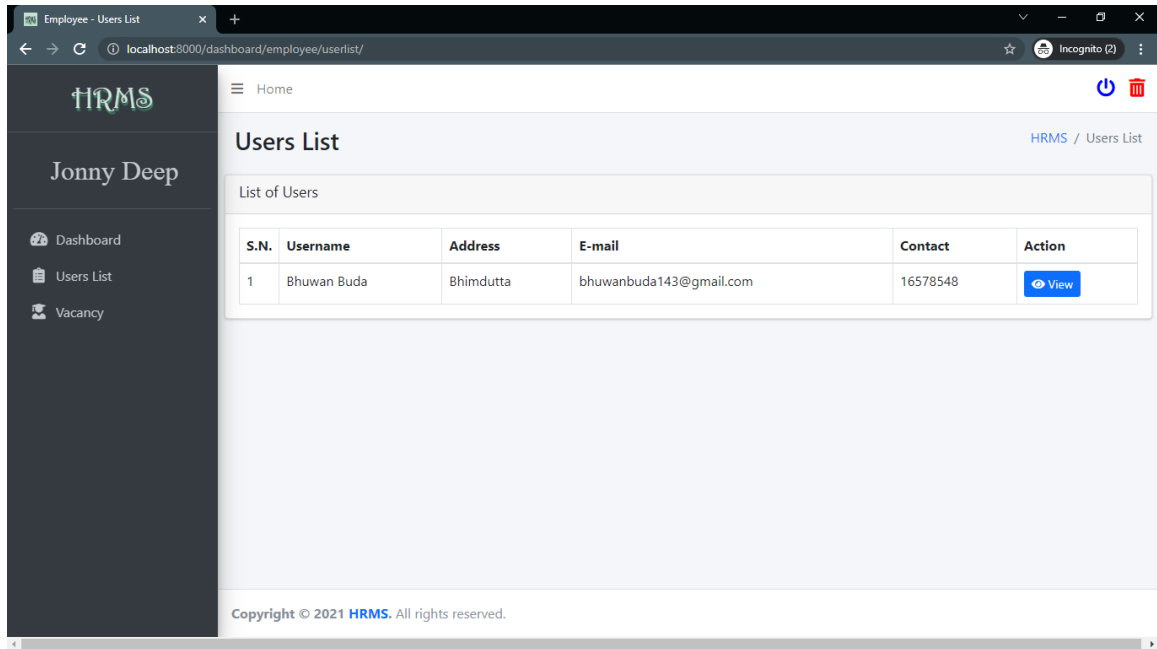 Employee - Users List
localhost:8000/dashboard/employee/userlist/
Incognito (2)
HRMS
Home
Jonny Deep
Users List
HRMS / Users List
Dashboard
Users List
Vacancy
List of Users
S.N. Username Address E-mail Contact Action
1 Bhuwan Buda Bhimdutta bhuwanbuda143@gmail.com 16578548 View
Copyright © 2021 HRMS. All rights reserved.